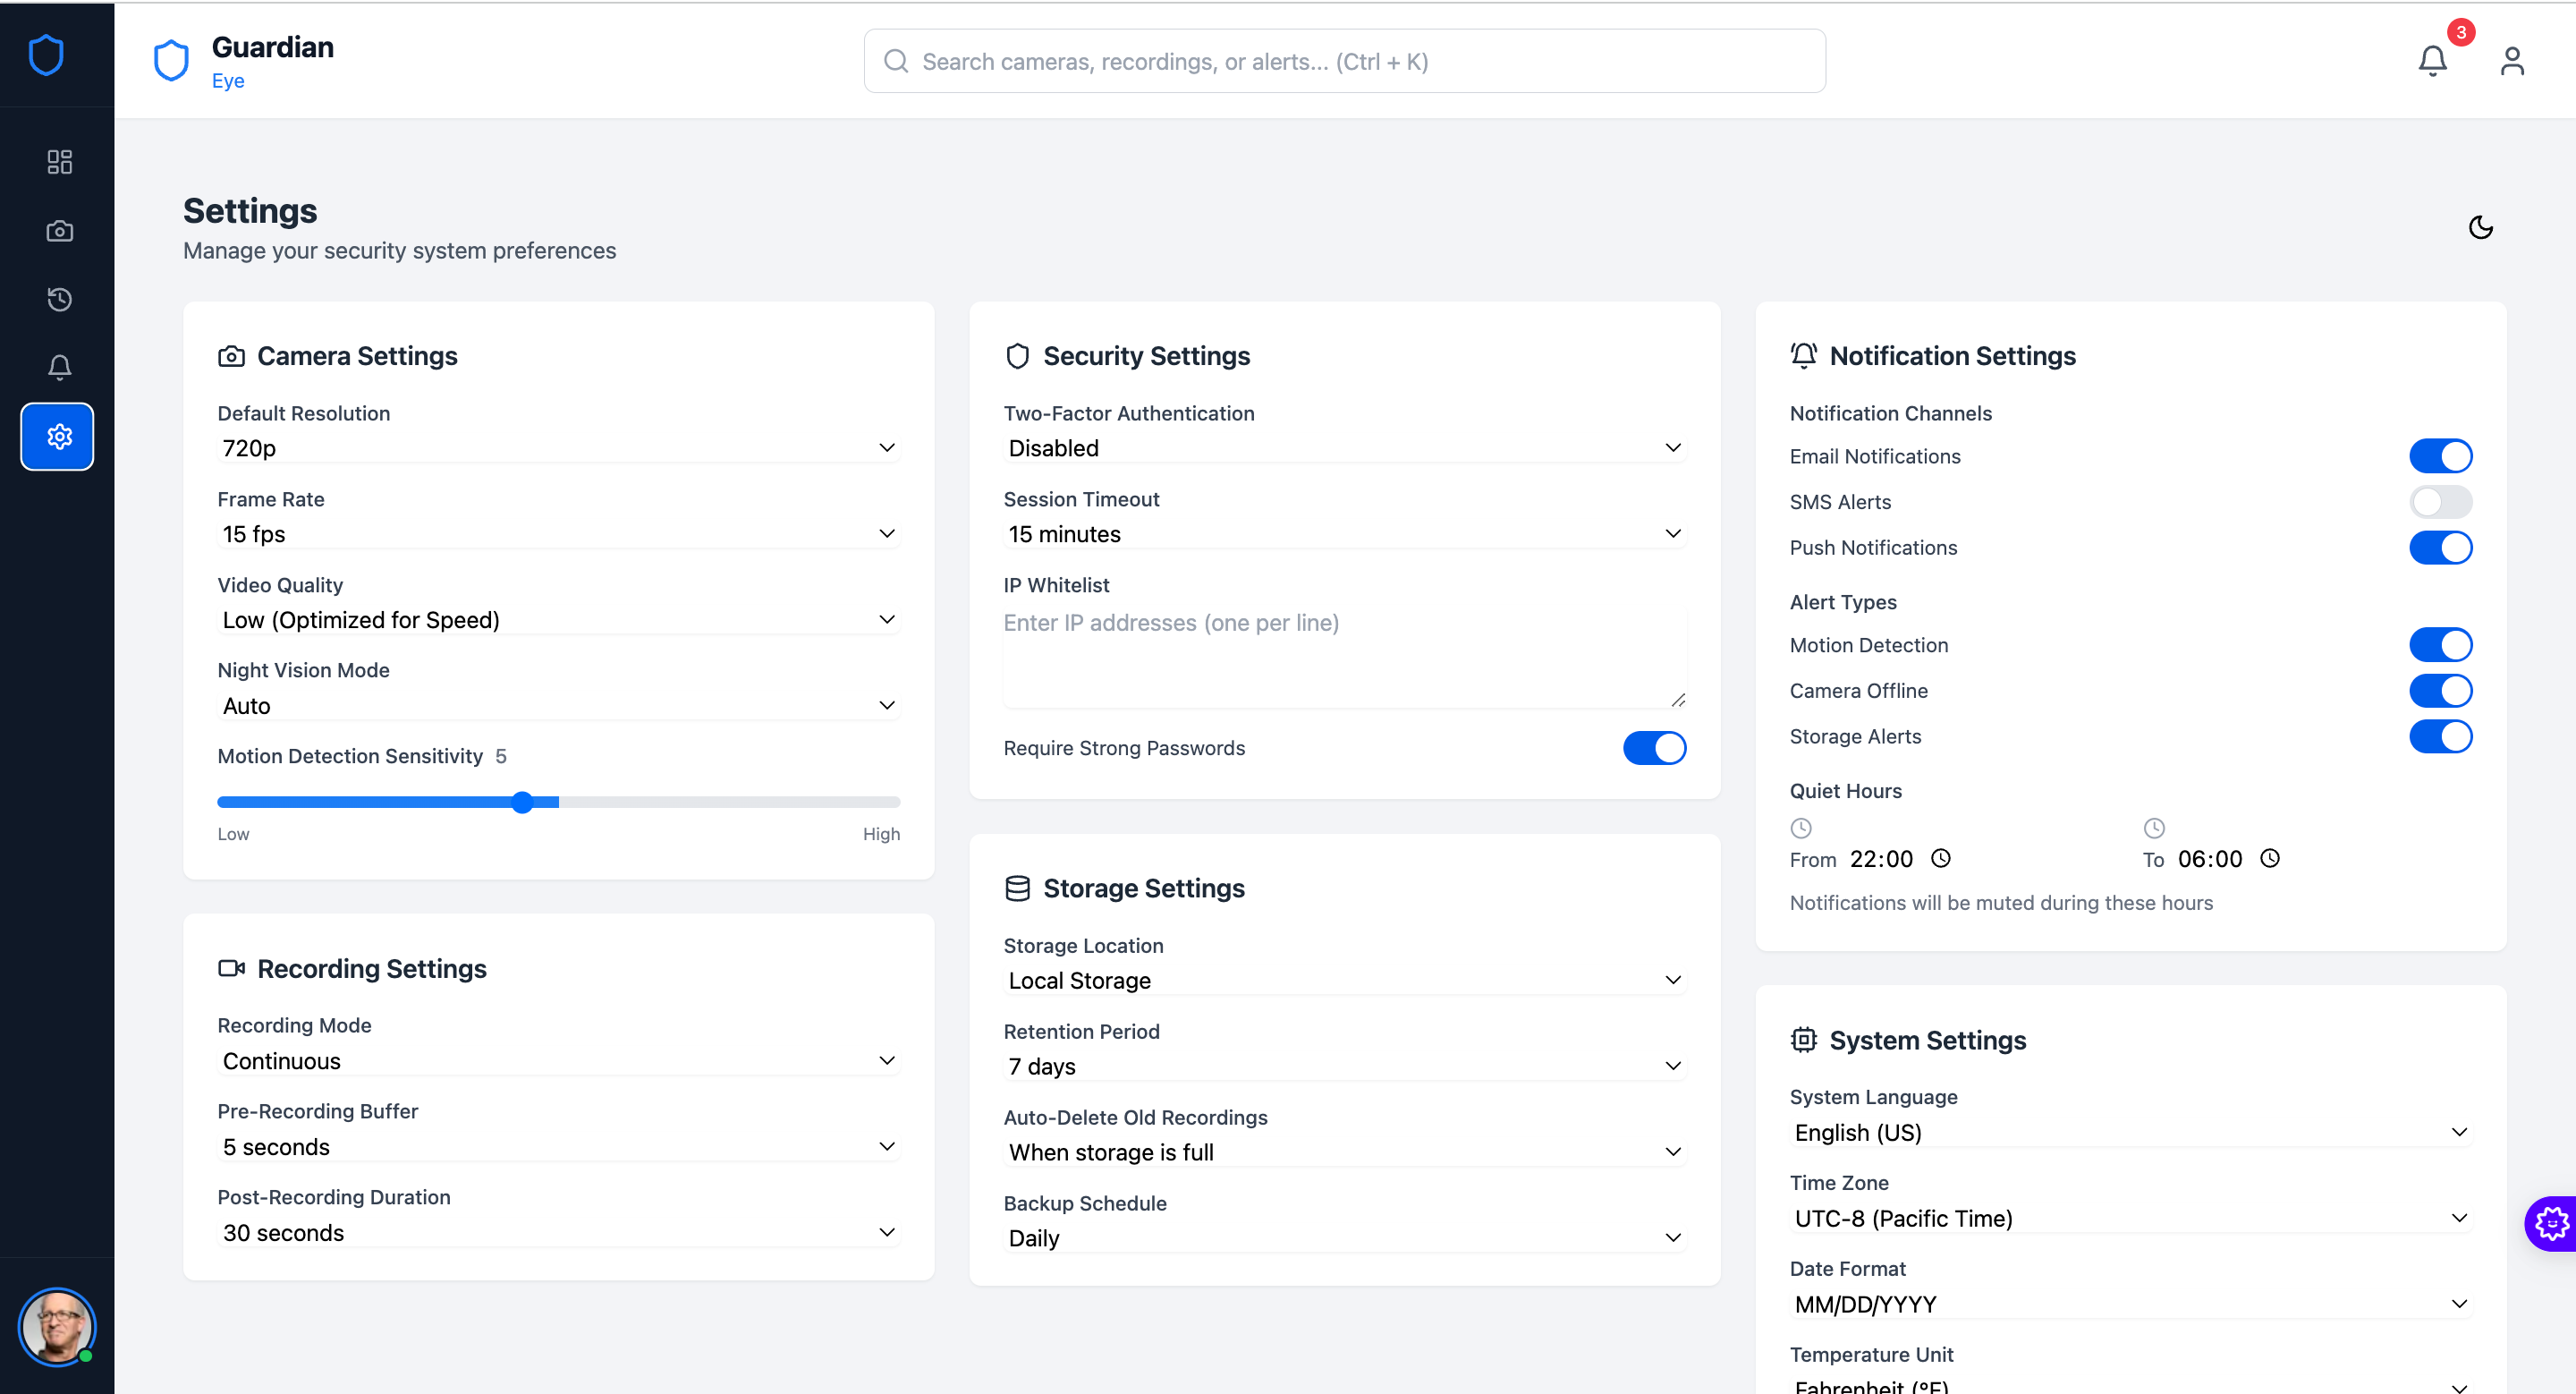 Guardian
Eye
Search cameras, recordings, or alerts... (Ctrl + K)
3
Settings
Manage your security system preferences
Camera Settings
Default Resolution
720p
Frame Rate
15 fps
Video Quality
Low (Optimized for Speed)
Night Vision Mode
Auto
Motion Detection Sensitivity 5
Low High
Recording Settings
Recording Mode
Continuous
Pre-Recording Buffer
5 seconds
Post-Recording Duration
30 seconds
Security Settings
Two-Factor Authentication
Disabled
Session Timeout
15 minutes
IP Whitelist
Enter IP addresses (one per line)
Require Strong Passwords
Storage Settings
Storage Location
Local Storage
Retention Period
7 days
Auto-Delete Old Recordings
When storage is full
Backup Schedule
Daily
Notification Settings
Notification Channels
Email Notifications
SMS Alerts
Push Notifications
Alert Types
Motion Detection
Camera Offline
Storage Alerts
Quiet Hours
From 22:00 To 06:00
Notifications will be muted during these hours
System Settings
System Language
English (US)
Time Zone
UTC-8 (Pacific Time)
Date Format
MM/DD/YYYY
Temperature Unit
Fahrenheit (°F)